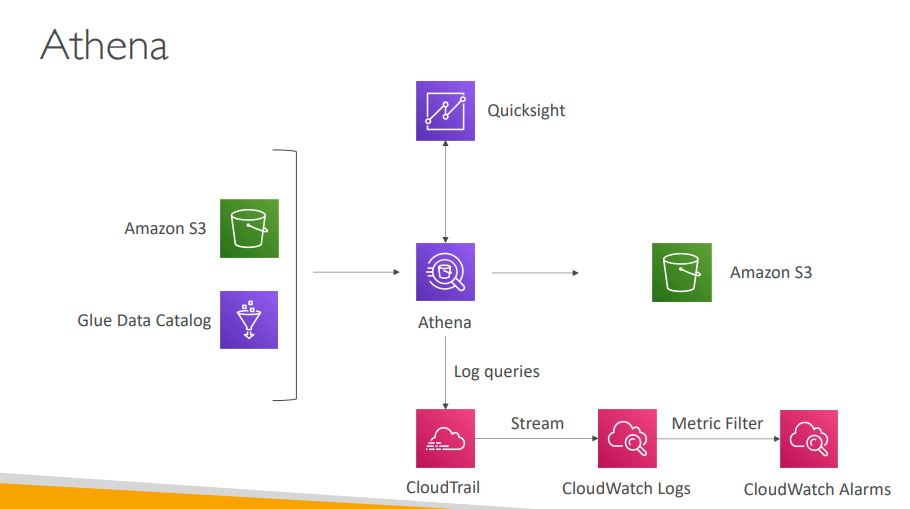 Athena
Quicksight
Amazon S3
Glue Data Catalog
Athena
Amazon S3
Log queries
Stream
Metric Filter
CloudTrail
CloudWatch Logs
CloudWatch Alarms